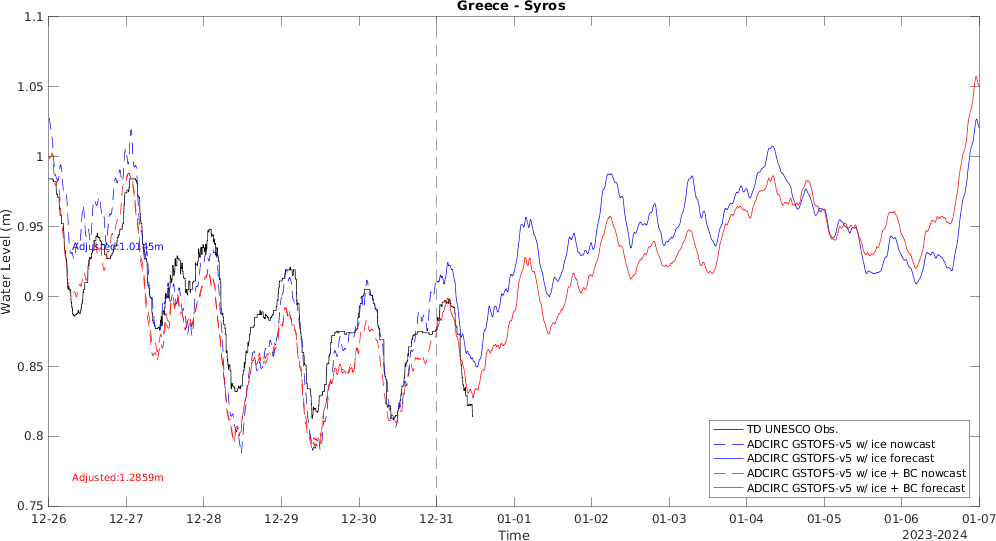 Greece - Syros
1.1
1.05
1
0.95
0.9
0.85
0.8
0.75
Water Level (m)
Adjusted:1.0145m
Adjusted:1.2859m
TD UNESCO Obs.
ADCIRC GSTOFS-v5 w/ ice nowcast
ADCIRC GSTOFS-v5 w/ ice forecast
ADCIRC GSTOFS-v5 w/ ice + BC nowcast
ADCIRC GSTOFS-v5 w/ ice + BC forecast
12-26 12-27 12-28 12-29 12-30 12-31 01-01 01-02 01-03 01-04 01-05 01-06 01-07
Time
2023-2024